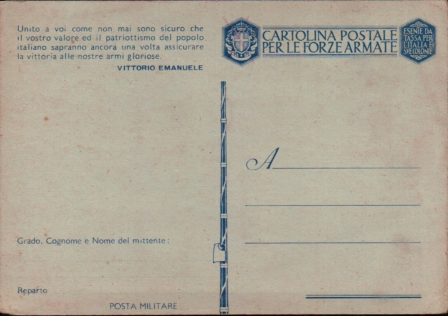 Unito a voi come non mai sono sicuro che
il vostro valore ed il patriottismo del popolo
italiano sapranno ancora una volta assicurare
la vittoria alle nostre armi gloriose.
VITTORIO EMANUELE
CARTOLINA POSTALE
PER LE FORZE ARMATE
ESENTE DA
TASSA PER
L'ITALIA E
A
Grado, Cognome e Nome del mittente:
Reparto
POSTA MILITARE